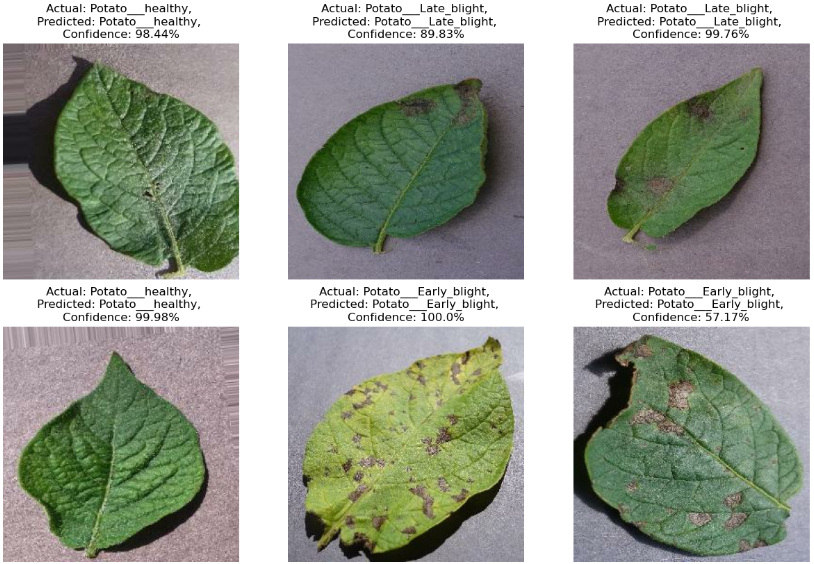 Actual: Potato___healthy,
Predicted: Potato___healthy,
Confidence: 98.44%
Actual: Potato___Late_blight,
Predicted: Potato___Late_blight,
Confidence: 89.83%
Actual: Potato___Late_blight,
Predicted: Potato___Late_blight,
Confidence: 99.76%
Actual: Potato___healthy,
Predicted: Potato___healthy,
Confidence: 99.98%
Actual: Potato___Early_blight,
Predicted: Potato___Early_blight,
Confidence: 100.0%
Actual: Potato___Early_blight,
Predicted: Potato___Early_blight,
Confidence: 57.17%